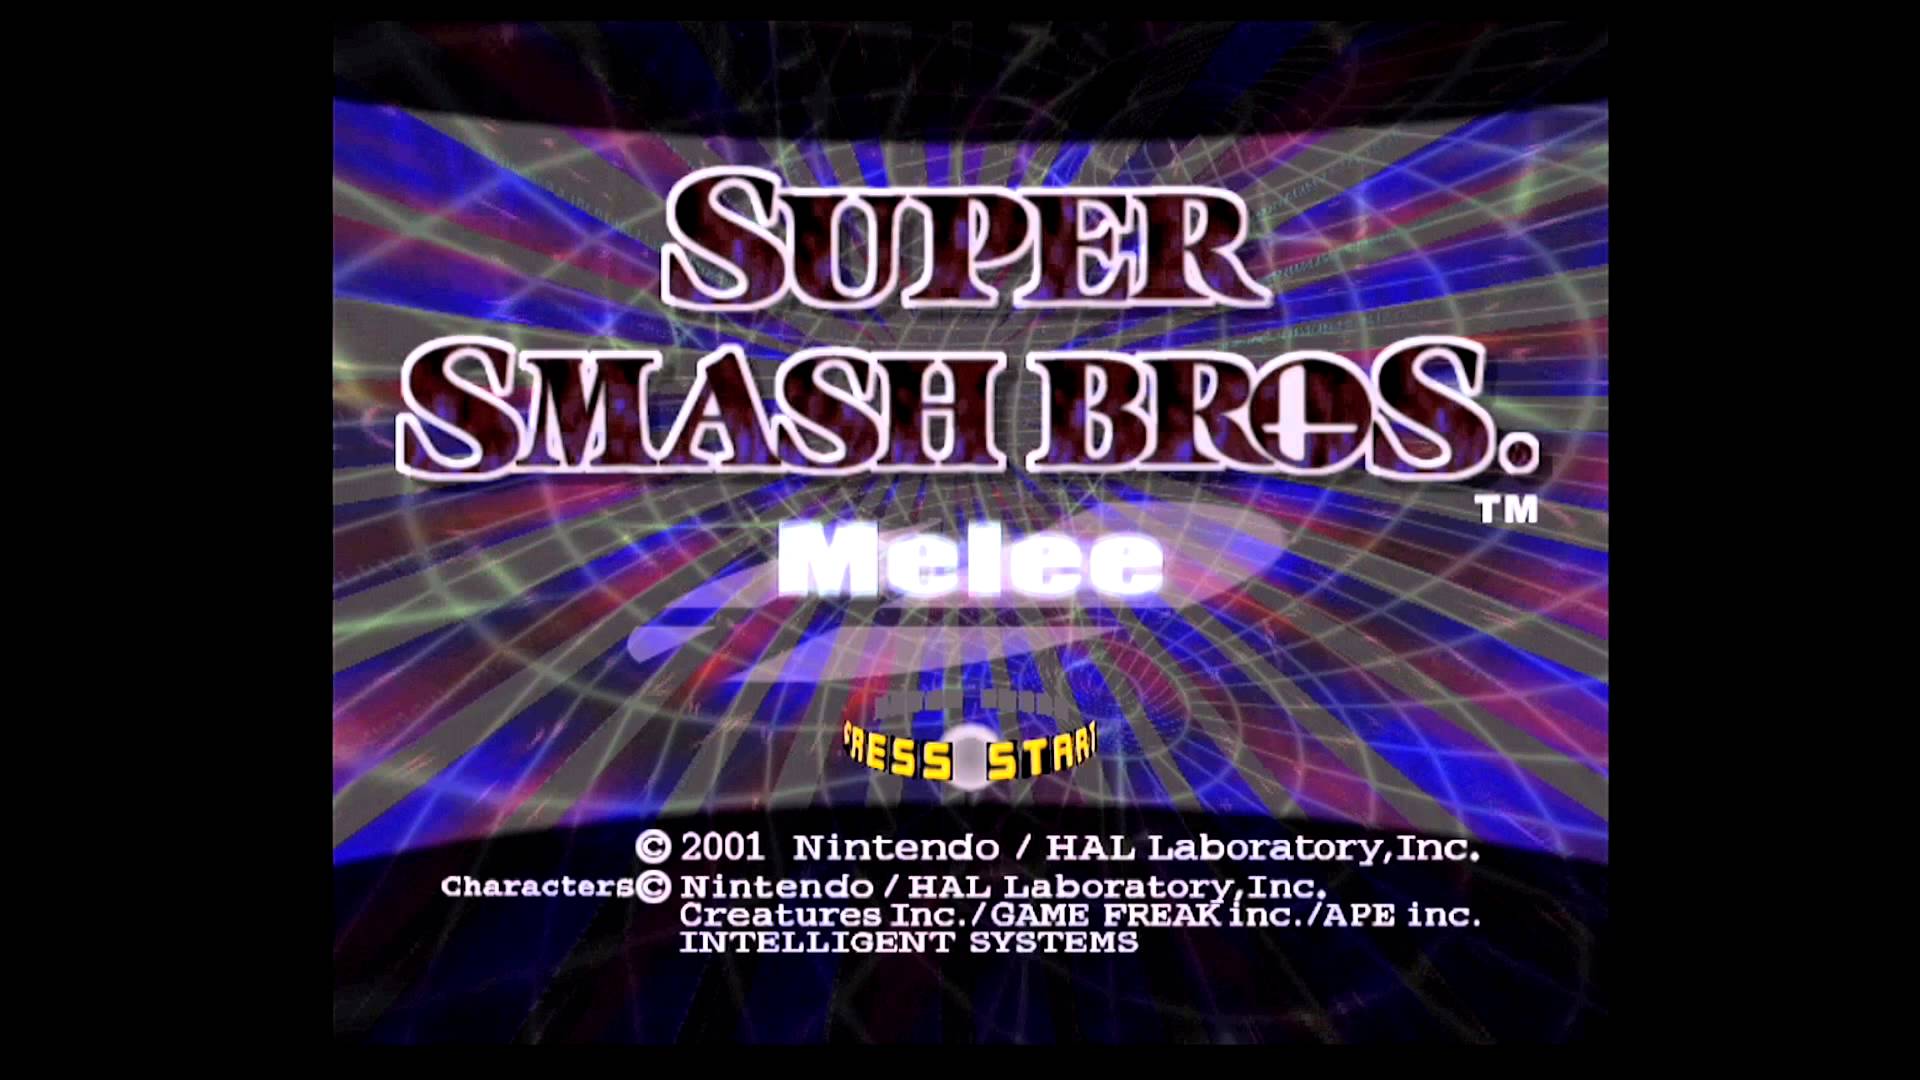 SUPER
SMASH BROS.
TM
Melee
PRESS START
© 2001 Nintendo / HAL Laboratory,Inc.
Characters © Nintendo / HAL Laboratory,Inc.
Creatures Inc./GAME FREAK inc./APE inc.
INTELLIGENT SYSTEMS